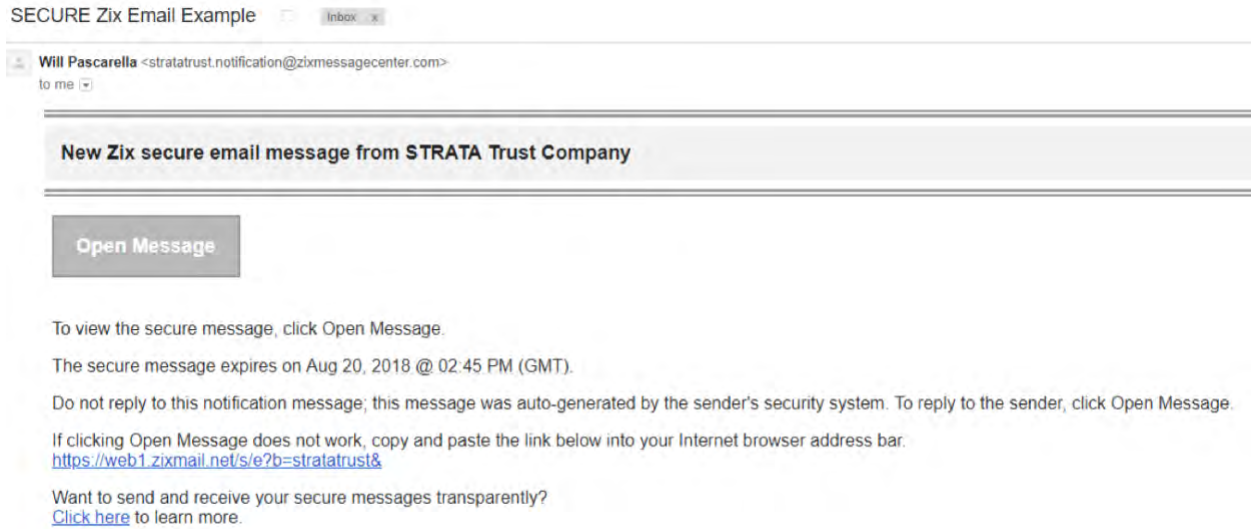 SECURE Zix Email Example Inbox x
Will Pascarella <stratatrust.notification@zixmessagecenter.com>
to me
New Zix secure email message from STRATA Trust Company
Open Message
To view the secure message, click Open Message.
The secure message expires on Aug 20, 2018 @ 02:45 PM (GMT).
Do not reply to this notification message; this message was auto-generated by the sender's security system. To reply to the sender, click Open Message.
If clicking Open Message does not work, copy and paste the link below into your Internet browser address bar.
https://web1.zixmail.net/s/e?b=stratatrust&
Want to send and receive your secure messages transparently?
Click here to learn more.